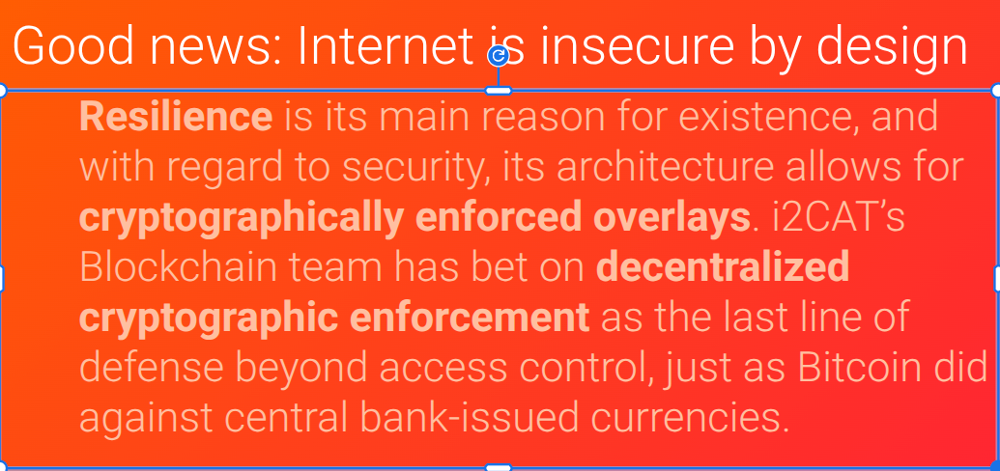 Good news: Internet is insecure by design
Resilience is its main reason for existence, and
with regard to security, its architecture allows for
cryptographically enforced overlays. i2CAT’s
Blockchain team has bet on decentralized
cryptographic enforcement as the last line of
defense beyond access control, just as Bitcoin did
against central bank-issued currencies.